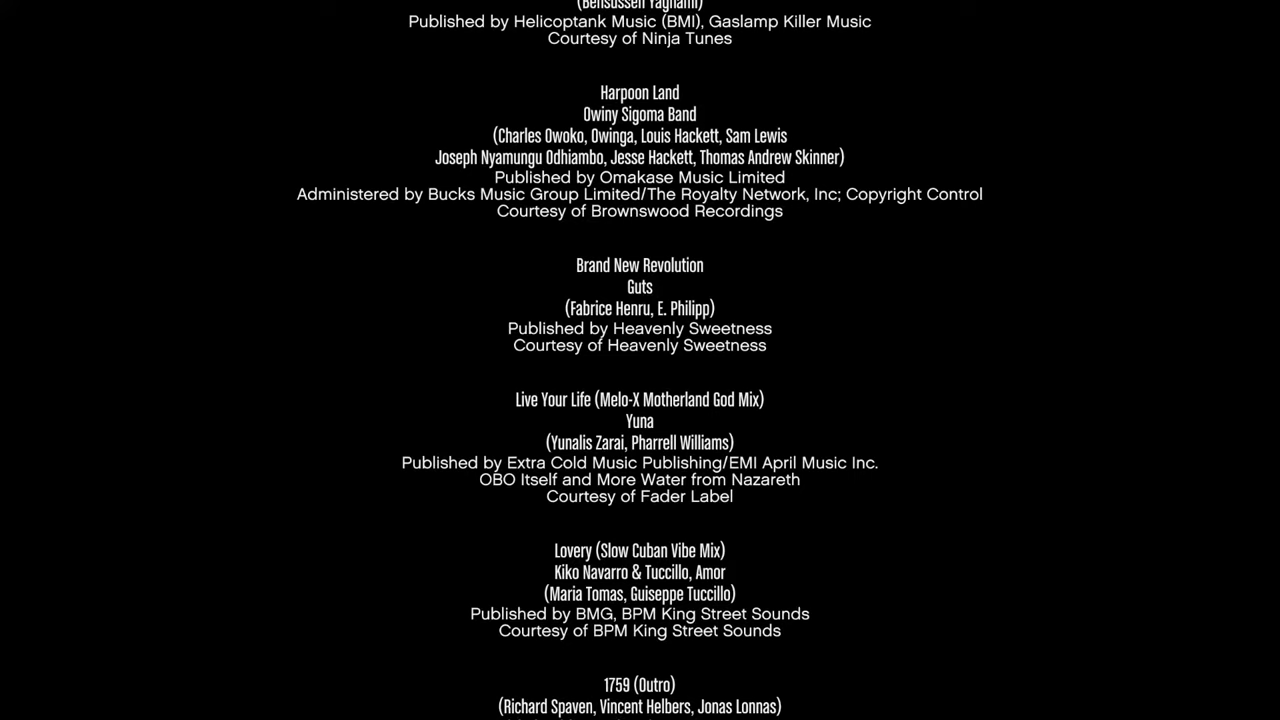 (Bensussen Yaghami)
Published by Helicoptank Music (BMI), Gaslamp Killer Music
Courtesy of Ninja Tunes
Harpoon Land
Owiny Sigoma Band
(Charles Owoko, Owinga, Louis Hackett, Sam Lewis
Joseph Nyamungu Odhiambo, Jesse Hackett, Thomas Andrew Skinner)
Published by Omakase Music Limited
Administered by Bucks Music Group Limited/The Royalty Network, Inc; Copyright Control
Courtesy of Brownswood Recordings
Brand New Revolution
Guts
(Fabrice Henru, E. Philipp)
Published by Heavenly Sweetness
Courtesy of Heavenly Sweetness
Live Your Life (Melo-X Motherland God Mix)
Yuna
(Yunalis Zarai, Pharrell Williams)
Published by Extra Cold Music Publishing/EMI April Music Inc.
OBO Itself and More Water from Nazareth
Courtesy of Fader Label
Lovery (Slow Cuban Vibe Mix)
Kiko Navarro & Tuccillo, Amor
(Maria Tomas, Guiseppe Tuccillo)
Published by BMG, BPM King Street Sounds
Courtesy of BPM King Street Sounds
1759 (Outro)
(Richard Spaven, Vincent Helbers, Jonas Lonnas)